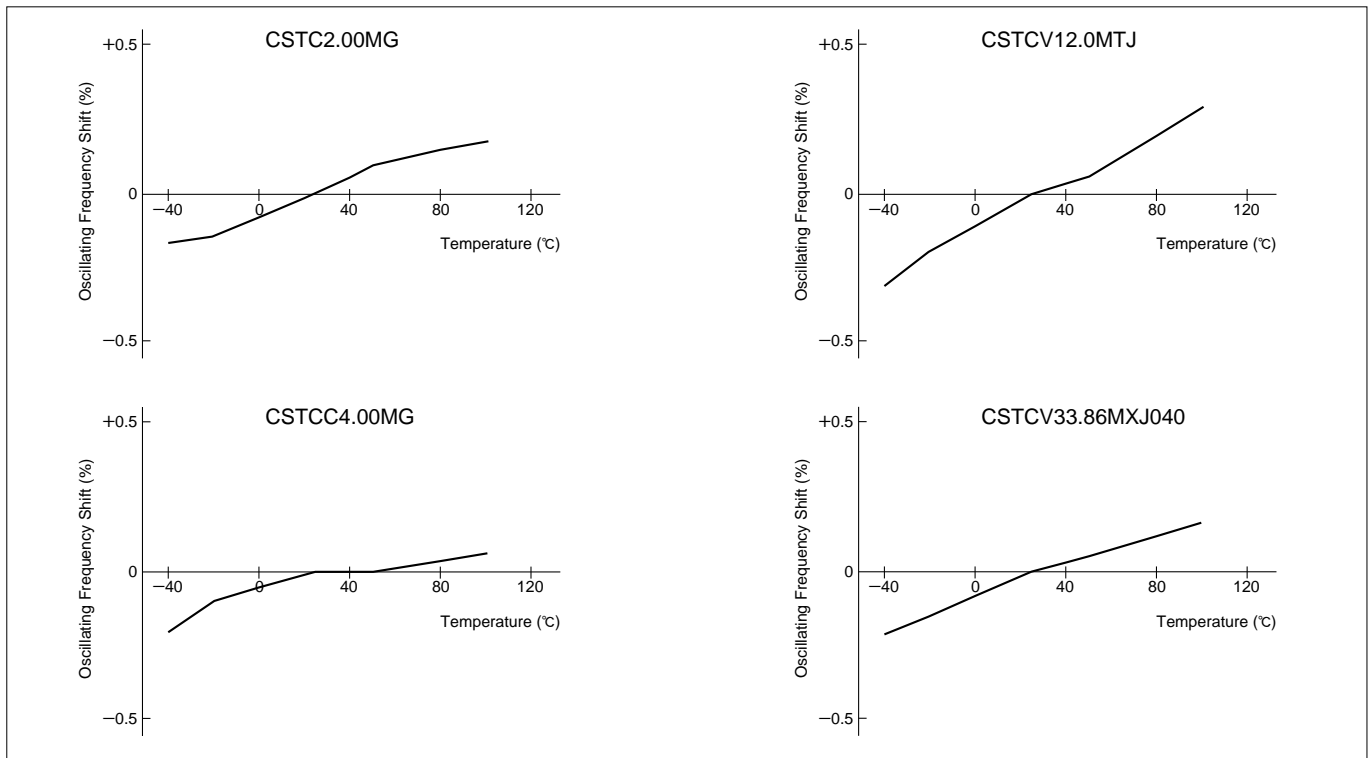 CSTC2.00MG
Oscillating Frequency Shift (%)
+0.5
0
−0.5
−40
0
40
80
120
Temperature (℃)
CSTCV12.0MTJ
Oscillating Frequency Shift (%)
+0.5
0
−0.5
−40
0
40
80
120
Temperature (℃)
CSTCC4.00MG
Oscillating Frequency Shift (%)
+0.5
0
−0.5
−40
0
40
80
120
Temperature (℃)
CSTCV33.86MXJ040
Oscillating Frequency Shift (%)
+0.5
0
−0.5
−40
0
40
80
120
Temperature (℃)